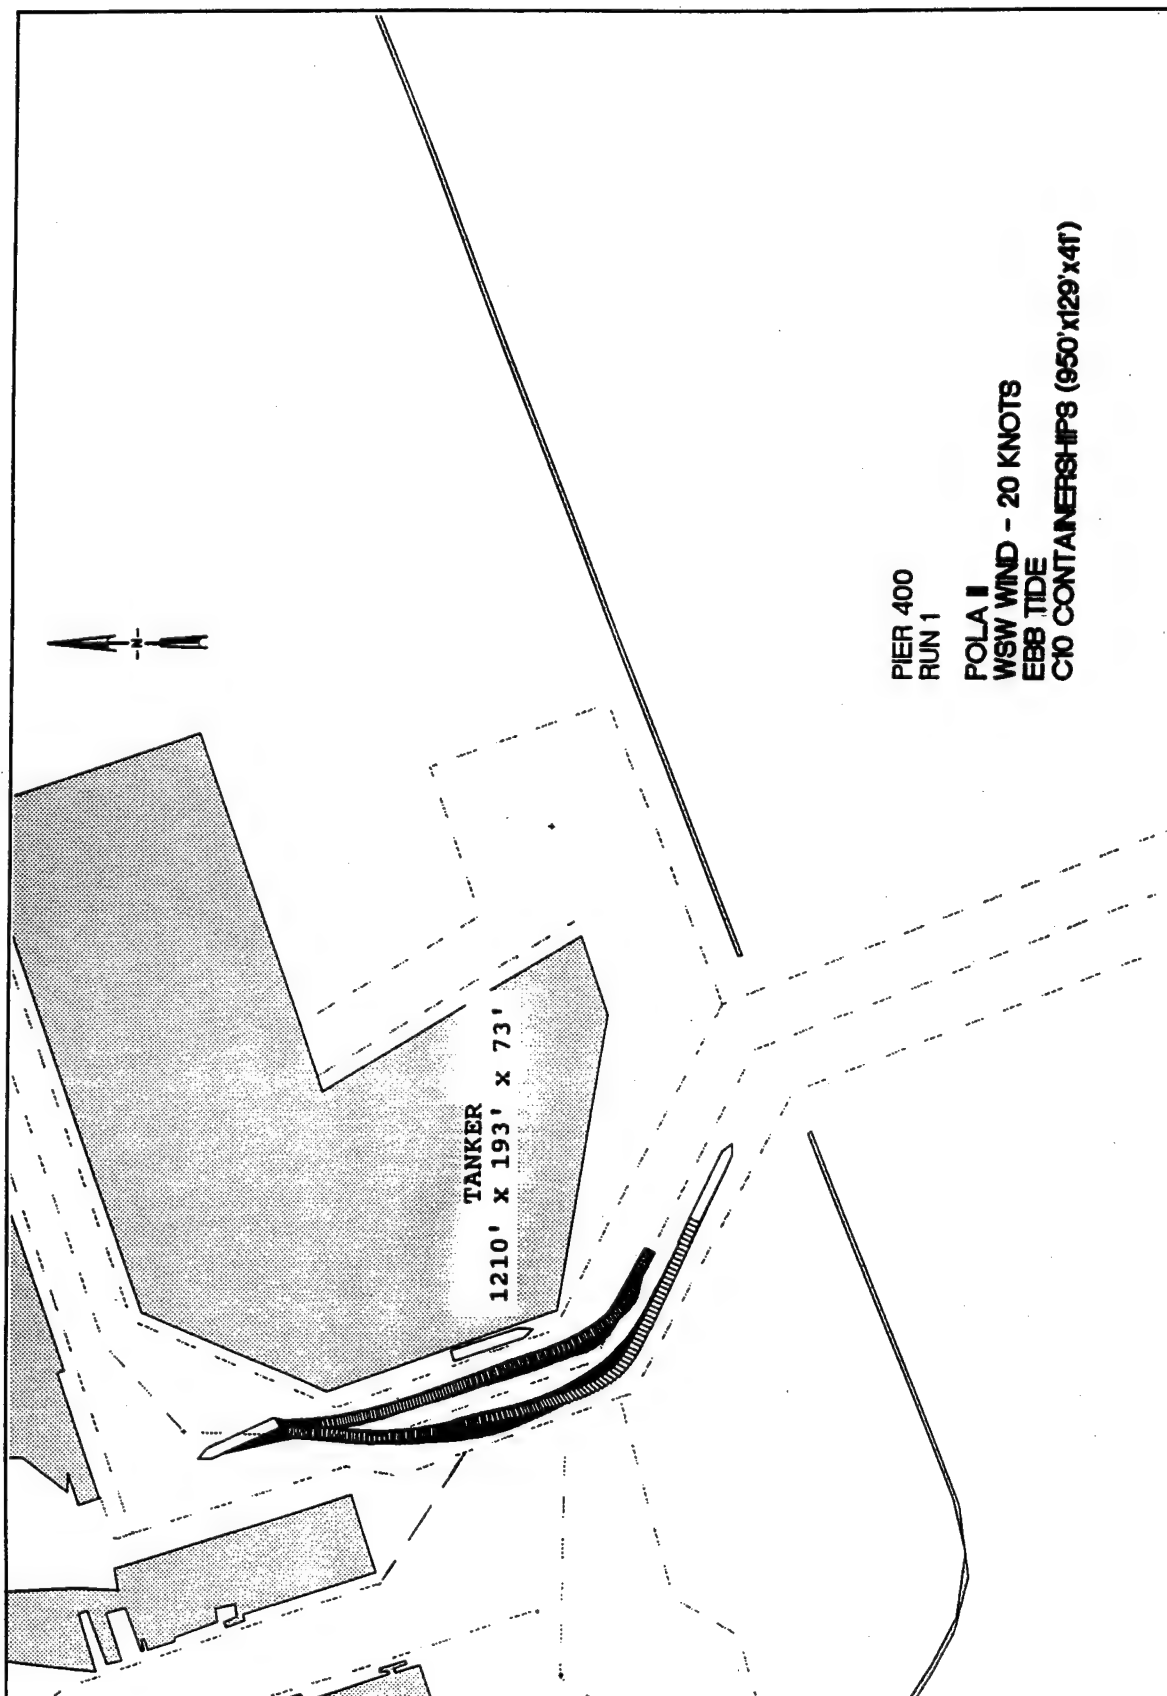 N
TANKER
1210' x 193' x 73'
PIER 400
RUN 1
POLA II
WSW WIND - 20 KNOTS
EBB TIDE
C10 CONTAINERSHIPS (950'x129'x41')